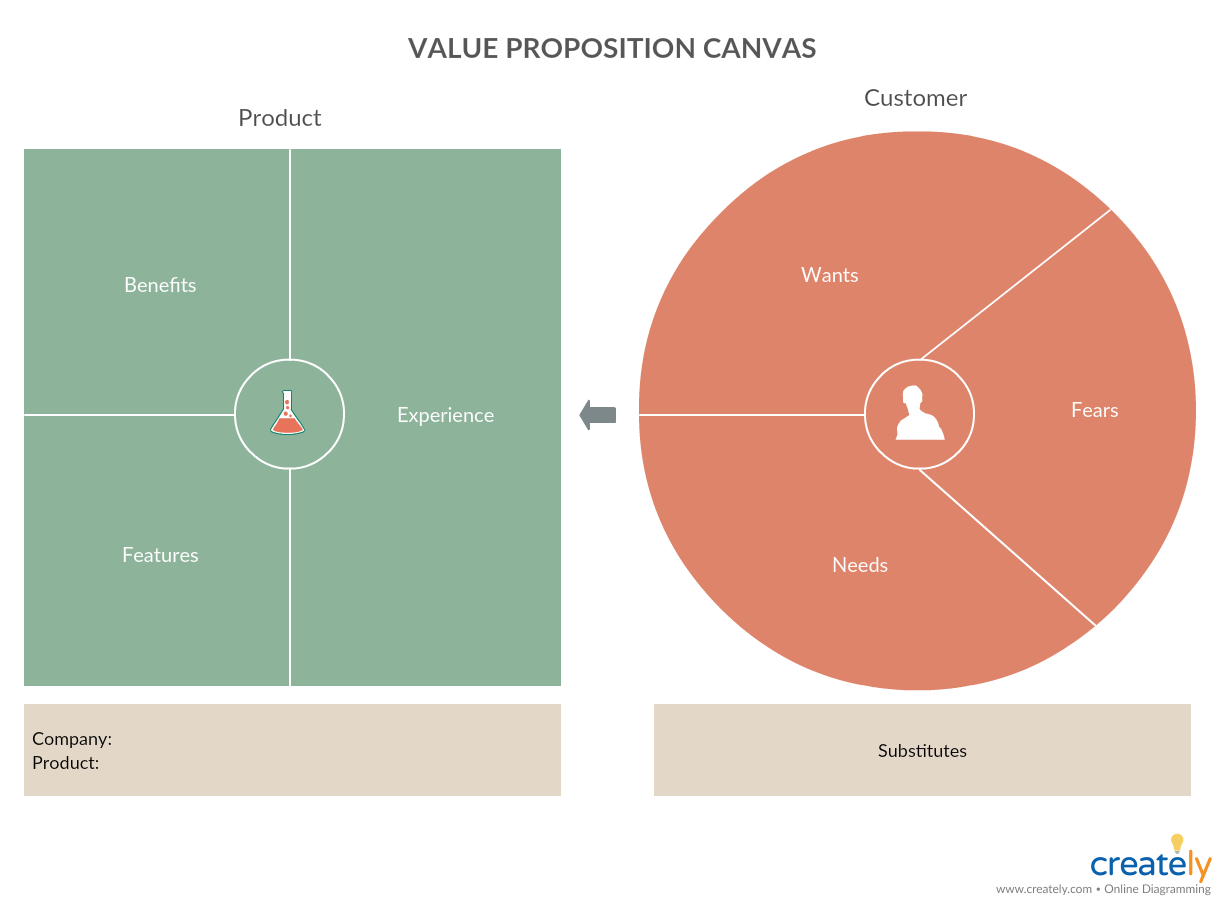 VALUE PROPOSITION CANVAS
Product
Customer
Benefits
Wants
Experience
Fears
Features
Needs
Company:
Product:
Substitutes
creately
www.creately.com • Online Diagramming